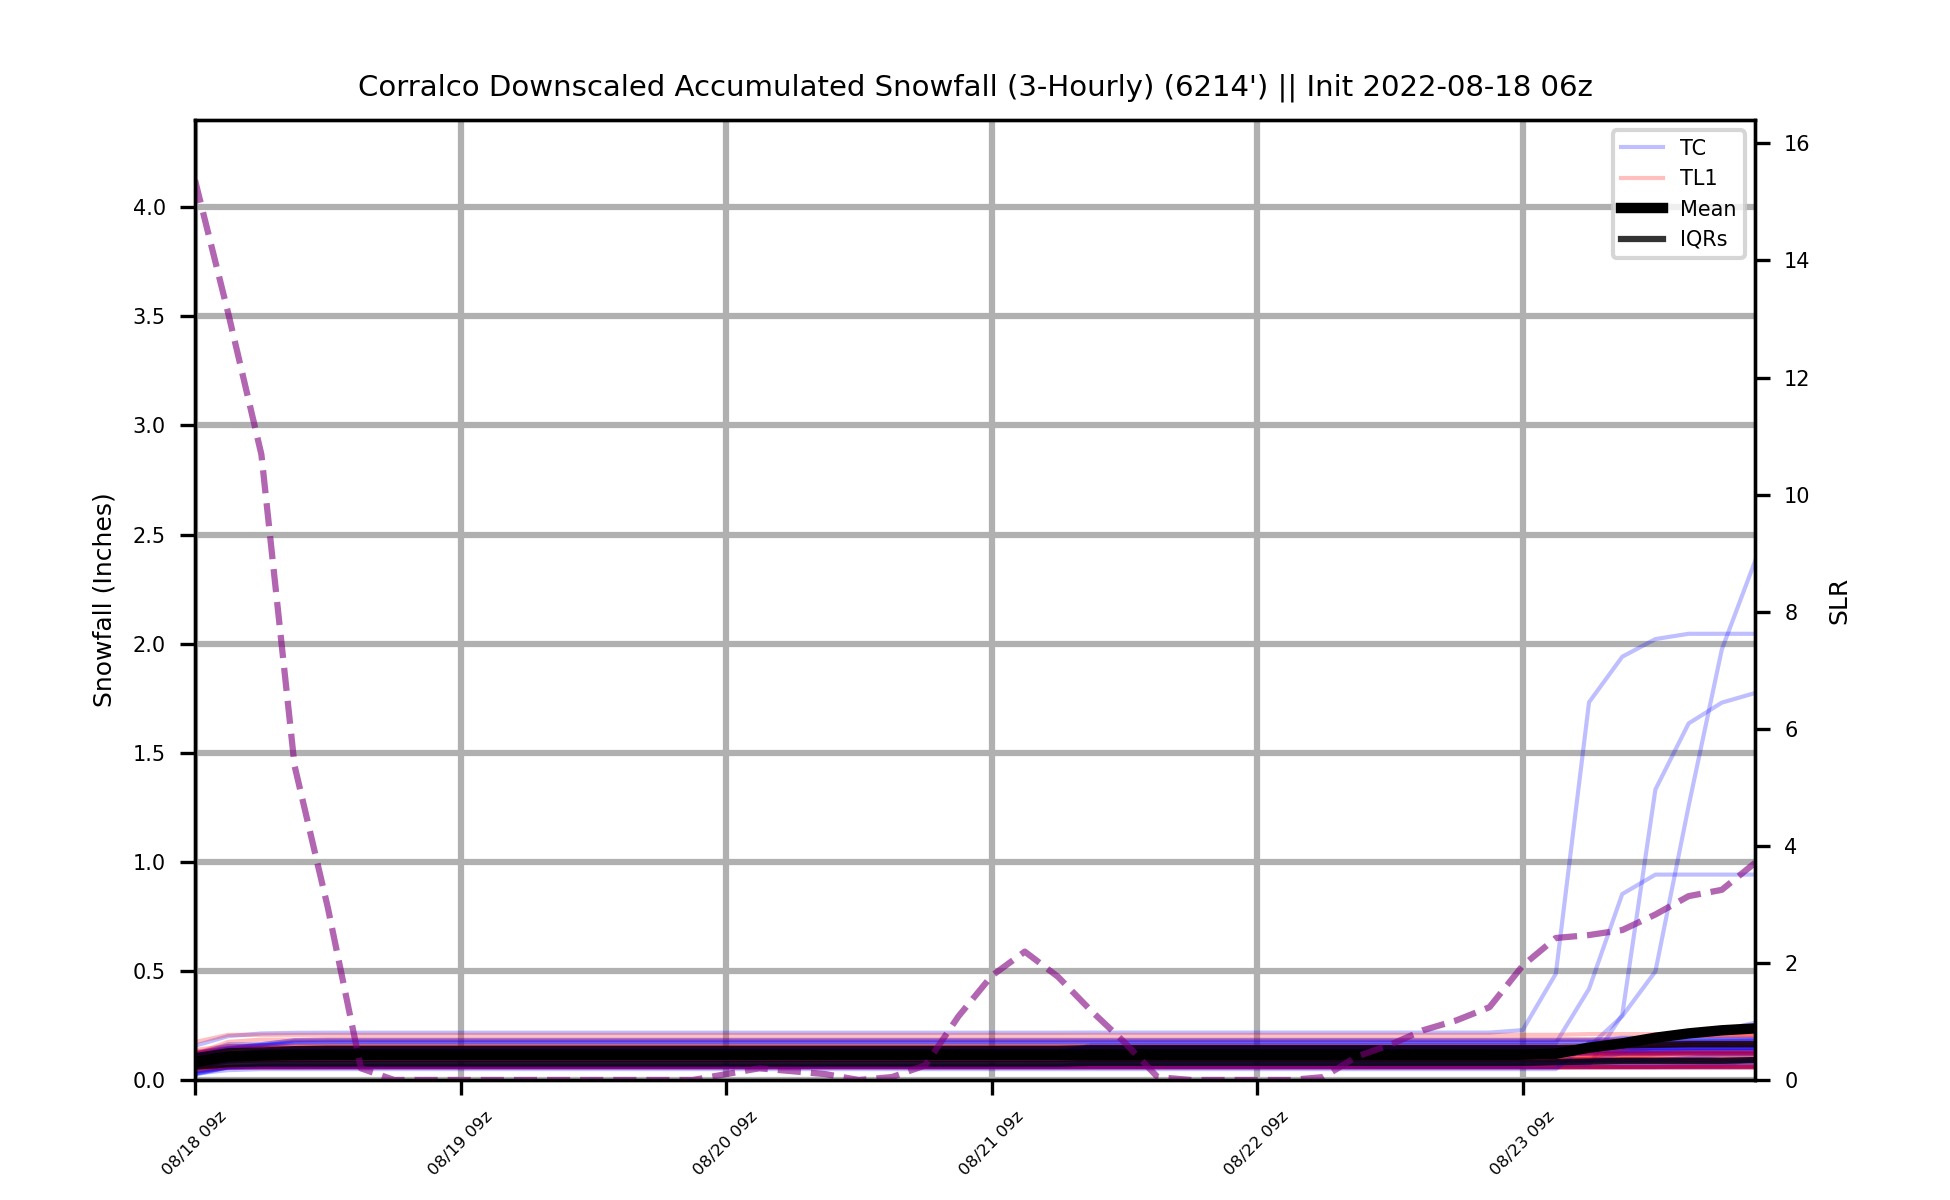 Corralco Downscaled Accumulated Snowfall (3-Hourly) (6214') || Init 2022-08-18 06z
TC
TL1
Mean
IQRs
Snowfall (Inches)
4.0
3.5
3.0
2.5
2.0
1.5
1.0
0.5
0.0
16
14
12
10
8
6
4
2
0
SLR
08/18 09z
08/19 09z
08/20 09z
08/21 09z
08/22 09z
08/23 09z